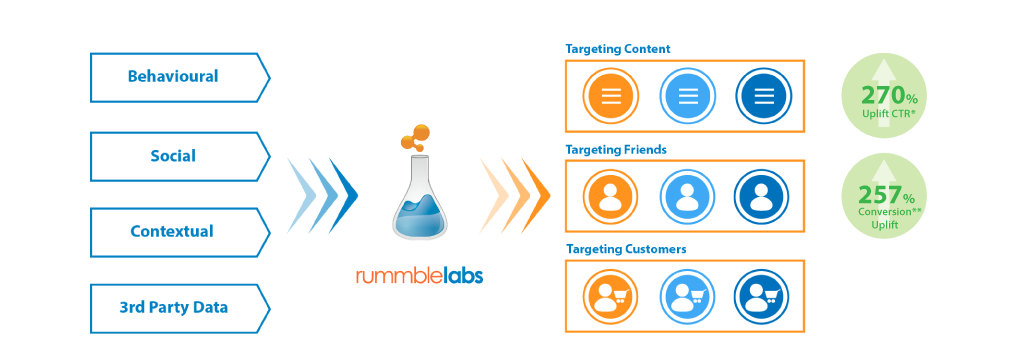 Behavioural
Social
Contextual
3rd Party Data
rummblelabs
Targeting Content
Targeting Friends
Targeting Customers
270%
Uplift CTR*
257%
Conversion**
Uplift